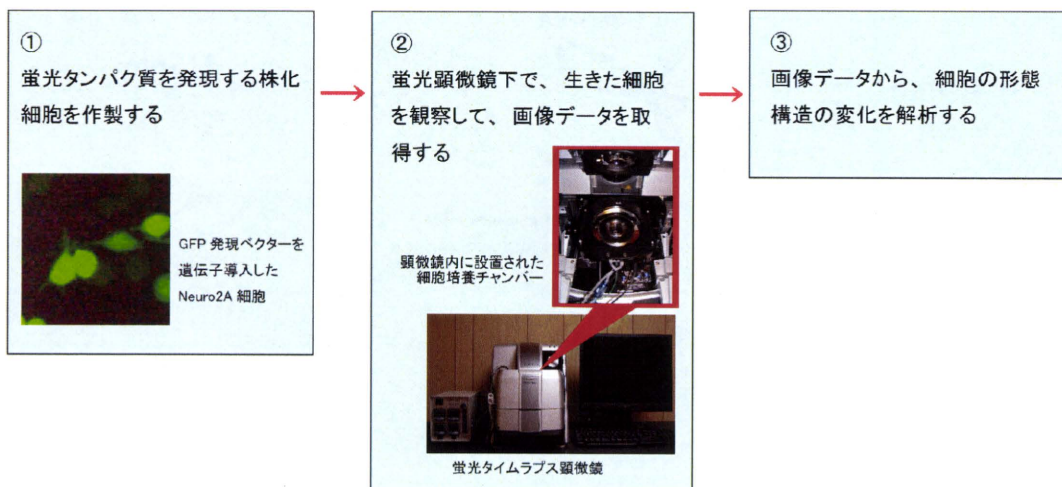 ①
蛍光タンパク質を発現する株化
細胞を作製する
GFP 発現ベクターを
遺伝子導入した
Neuro2A 細胞
②
蛍光顕微鏡下で、生きた細胞
を観察して、画像データを取
得する
顕微鏡内に設置された
細胞培養チャンバー
蛍光タイムラプス顕微鏡
③
画像データから、細胞の形態
構造の変化を解析する